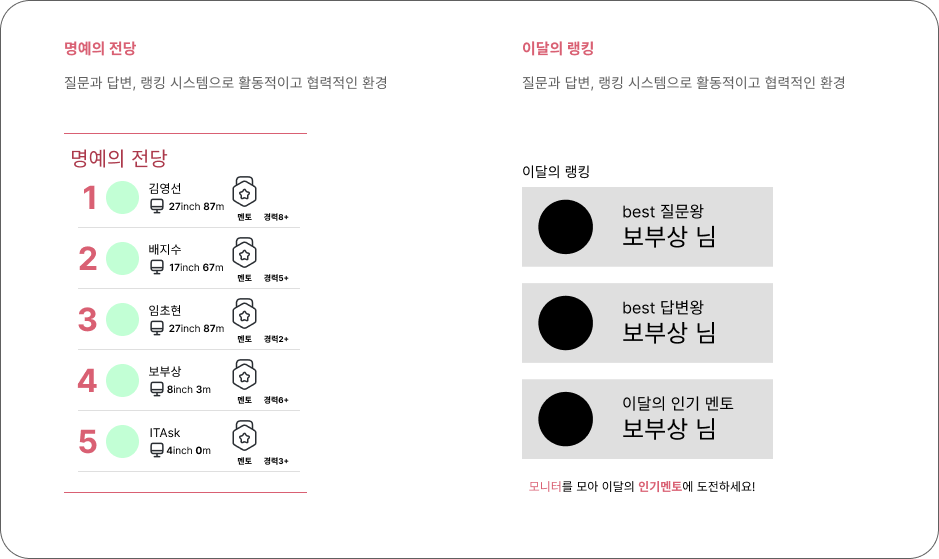 명예의 전당
질문과 답변, 랭킹 시스템으로 활동적이고 협력적인 환경
명예의 전당
1 김영선
27inch 87m
멘토 경력8+
2 배지수
17inch 67m
멘토 경력5+
3 임초현
27inch 87m
멘토 경력2+
4 보부상
8inch 3m
멘토 경력6+
5 ITAsk
4inch 0m
멘토 경력3+
이달의 랭킹
질문과 답변, 랭킹 시스템으로 활동적이고 협력적인 환경
이달의 랭킹
best 질문왕
보부상 님
best 답변왕
보부상 님
이달의 인기 멘토
보부상 님
모니터를 모아 이달의 인기멘토에 도전하세요!